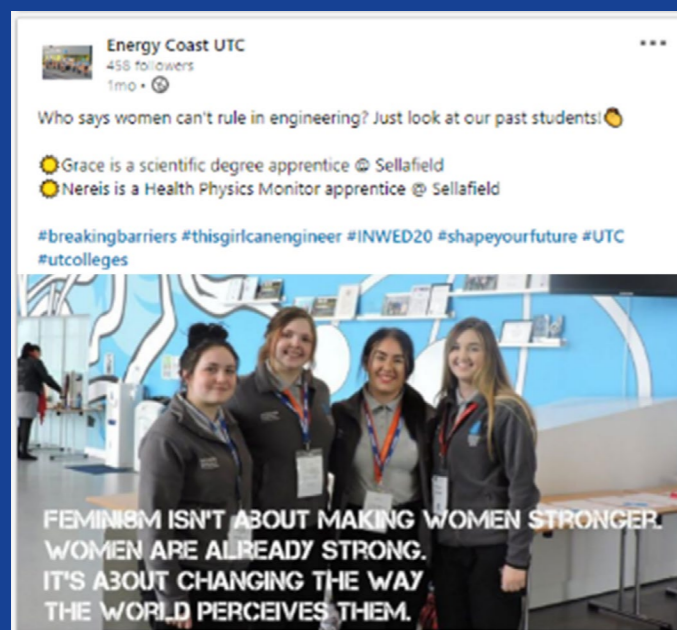 Energy Coast UTC
458 followers
1mo •
Who says women can't rule in engineering? Just look at our past students!👏
Grace is a scientific degree apprentice @ Sellafield
Nereis is a Health Physics Monitor apprentice @ Sellafield
#breakingbarriers #thisgirlcanengineer #INWED20 #shapeyourfuture #UTC
#utcolleges
FEMINISM ISN'T ABOUT MAKING WOMEN STRONGER.
WOMEN ARE ALREADY STRONG.
IT'S ABOUT CHANGING THE WAY
THE WORLD PERCEIVES THEM.